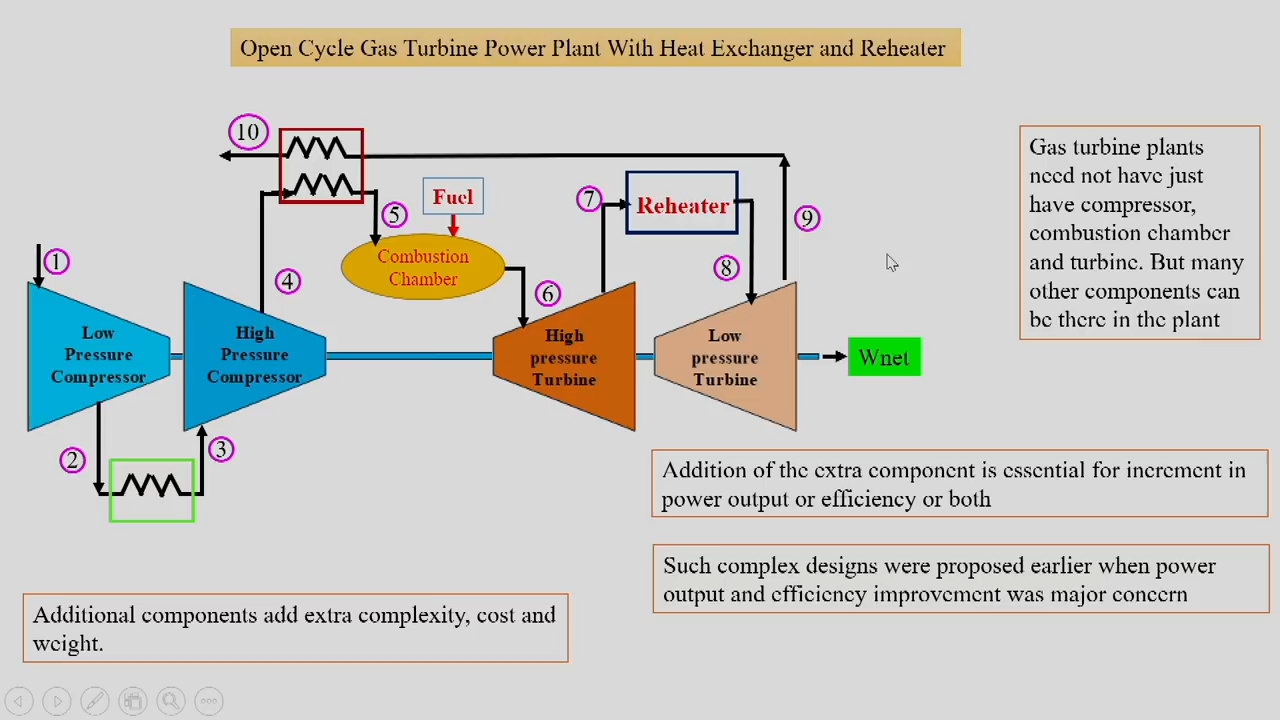 Open Cycle Gas Turbine Power Plant With Heat Exchanger and Reheater
10
Gas turbine plants
need not have just
have compressor,
combustion chamber
and turbine. But many
other components can
be there in the plant
Fuel
7
Reheater
5
9
Combustion
Chamber
1
4
8
6
Low
Pressure
Compressor
High
Pressure
Compressor
High
pressure
Turbine
Low
pressure
Turbine
Wnet
2
3
Addition of the extra component is essential for increment in
power output or efficiency or both
Such complex designs were proposed earlier when power
output and efficiency improvement was major concern
Additional components add extra complexity, cost and
weight.